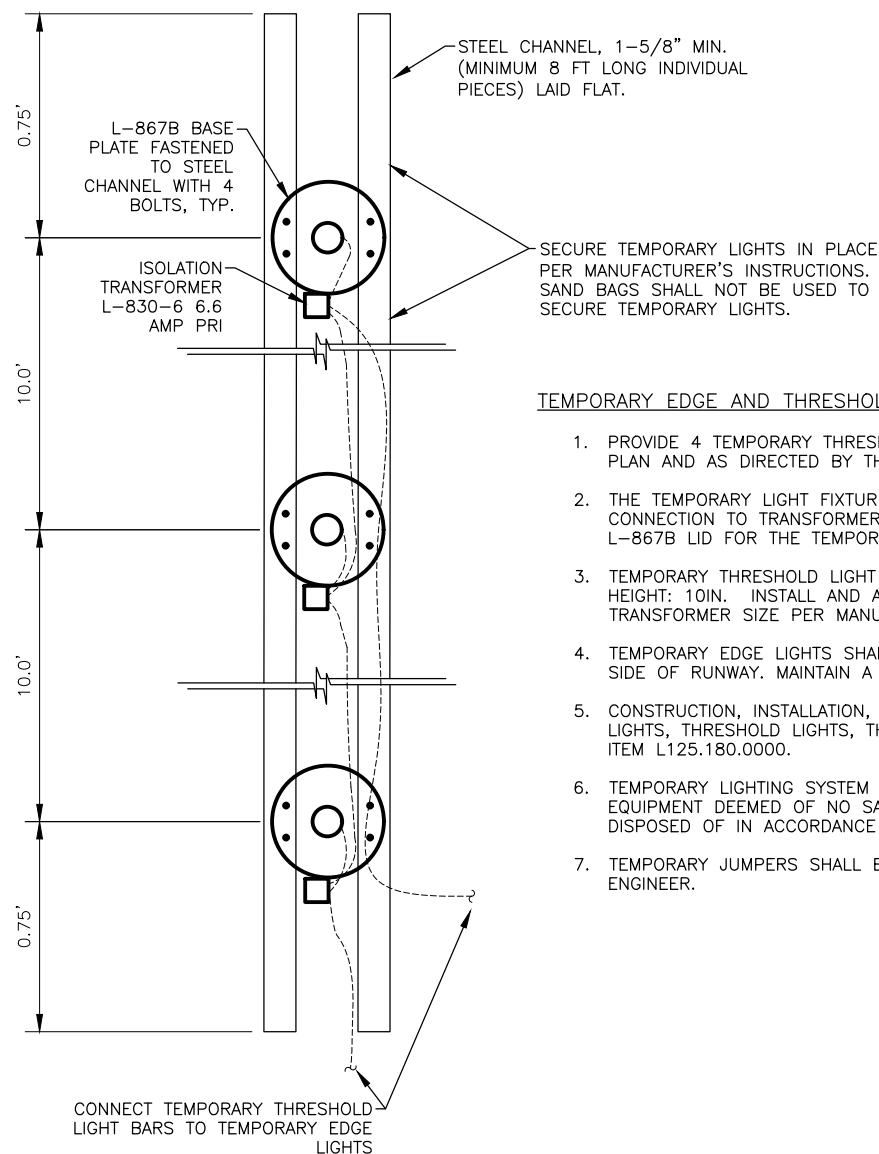 STEEL CHANNEL, 1-5/8" MIN.
(MINIMUM 8 FT LONG INDIVIDUAL
PIECES) LAID FLAT.
0.75'
L-867B BASE
PLATE FASTENED
TO STEEL
CHANNEL WITH 4
BOLTS, TYP.
SECURE TEMPORARY LIGHTS IN PLACE
PER MANUFACTURER'S INSTRUCTIONS.
SAND BAGS SHALL NOT BE USED TO
SECURE TEMPORARY LIGHTS.
ISOLATION
TRANSFORMER
L-830-6 6.6
AMP PRI
10.0'
10.0'
0.75'
TEMPORARY EDGE AND THRESHOL
1. PROVIDE 4 TEMPORARY THRESH
PLAN AND AS DIRECTED BY TH
2. THE TEMPORARY LIGHT FIXTUR
CONNECTION TO TRANSFORMER
L-867B LID FOR THE TEMPOR
3. TEMPORARY THRESHOLD LIGHT
HEIGHT: 10IN. INSTALL AND A
TRANSFORMER SIZE PER MANU
4. TEMPORARY EDGE LIGHTS SHA
SIDE OF RUNWAY. MAINTAIN A
5. CONSTRUCTION, INSTALLATION,
LIGHTS, THRESHOLD LIGHTS, TH
ITEM L125.180.0000.
6. TEMPORARY LIGHTING SYSTEM
EQUIPMENT DEEMED OF NO SA
DISPOSED OF IN ACCORDANCE
7. TEMPORARY JUMPERS SHALL B
ENGINEER.
CONNECT TEMPORARY THRESHOLD
LIGHT BARS TO TEMPORARY EDGE
LIGHTS